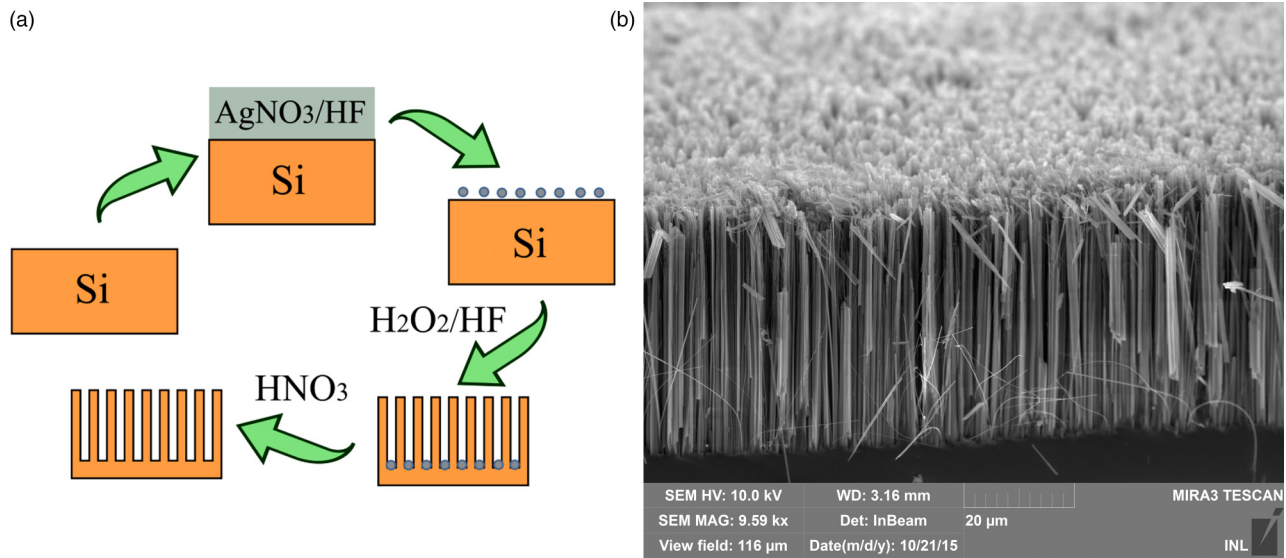 (a)
AgNO3/HF
Si
Si
Si
H2O2/HF
HNO3
(b)
SEM HV: 10.0 kV
WD: 3.16 mm
MIRA3 TESCAN
SEM MAG: 9.59 kx
Det: InBeam
20 μm
View field: 116 μm
Date(m/d/y): 10/21/15
INL